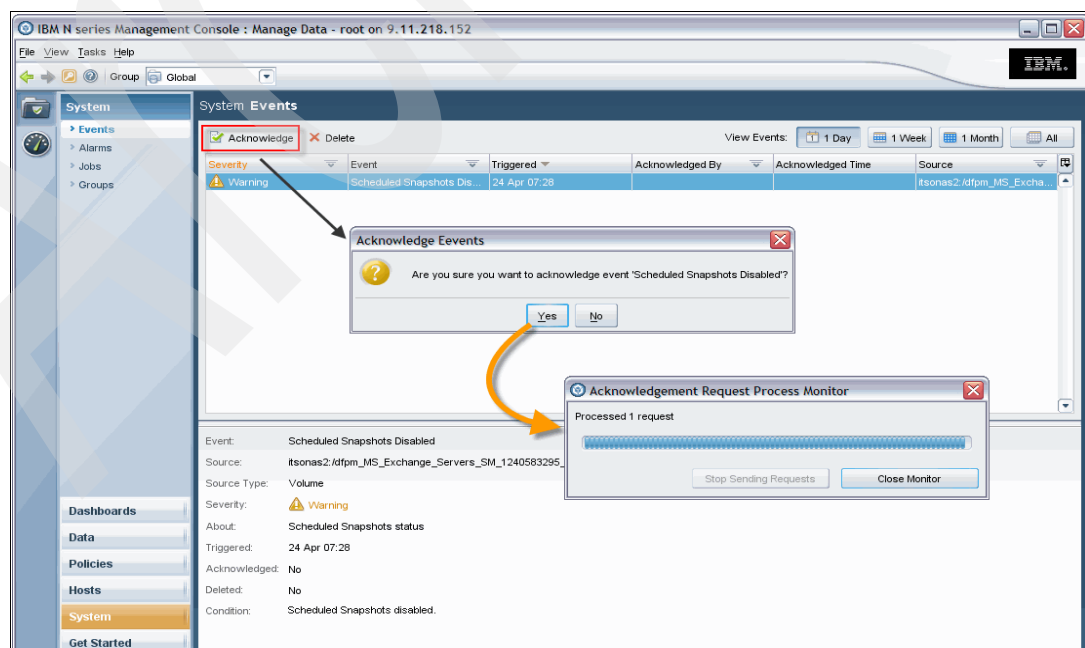 IBM N series Management Console : Manage Data - root on 9.11.218.152
File View Tasks Help
Group Global
IBM.
System
Events
Alarms
Jobs
Groups
Dashboards
Data
Policies
Hosts
System
Get Started
System Events
Acknowledge Delete View Events: 1 Day 1 Week 1 Month All
Severity Event Triggered Acknowledged By Acknowledged Time Source
Warning Scheduled Snapshots Dis... 24 Apr 07:28 itsonas2:/dfpm_MS_Excha...
Acknowledge Eevents
Are you sure you want to acknowledge event 'Scheduled Snapshots Disabled'?
Yes No
Acknowledgement Request Process Monitor
Processed 1 request
Stop Sending Requests Close Monitor
Event: Scheduled Snapshots Disabled
Source: itsonas2:/dfpm_MS_Exchange_Servers_SM_1240583295_
Source Type: Volume
Severity: Warning
About: Scheduled Snapshots status
Triggered: 24 Apr 07:28
Acknowledged: No
Deleted: No
Condition: Scheduled Snapshots disabled.